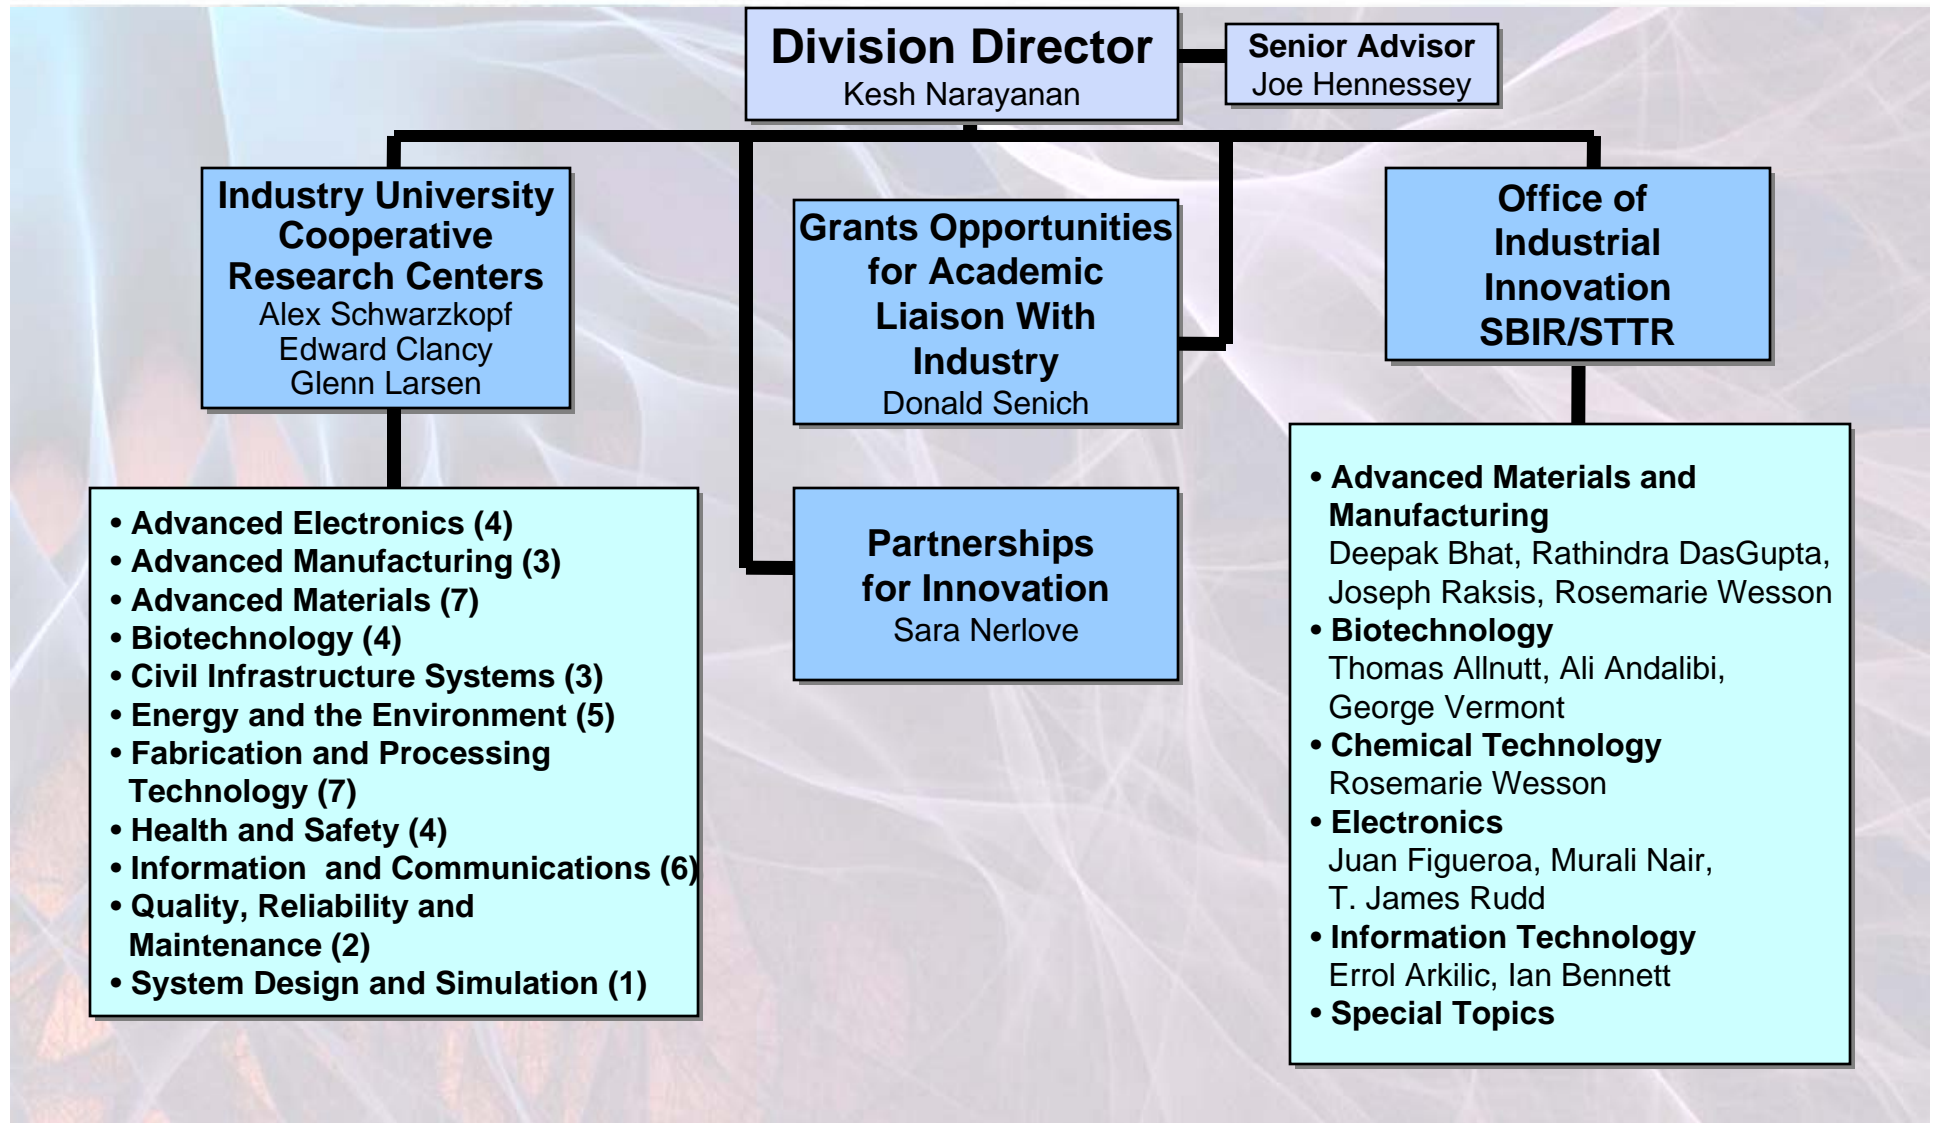 Division Director
Kesh Narayanan
Senior Advisor
Joe Hennessey
Industry University
Cooperative
Research Centers
Alex Schwarzkopf
Edward Clancy
Glenn Larsen
• Advanced Electronics (4)
• Advanced Manufacturing (3)
• Advanced Materials (7)
• Biotechnology (4)
• Civil Infrastructure Systems (3)
• Energy and the Environment (5)
• Fabrication and Processing
Technology (7)
• Health and Safety (4)
• Information  and Communications (6)
• Quality, Reliability and
Maintenance (2)
• System Design and Simulation (1)
Grants Opportunities
for Academic
Liaison With
Industry
Donald Senich
Partnerships
for Innovation
Sara Nerlove
Office of
Industrial
Innovation
SBIR/STTR
• Advanced Materials and
Manufacturing
Deepak Bhat, Rathindra DasGupta,
Joseph Raksis, Rosemarie Wesson
• Biotechnology
Thomas Allnutt, Ali Andalibi,
George Vermont
• Chemical Technology
Rosemarie Wesson
• Electronics
Juan Figueroa, Murali Nair,
T. James Rudd
• Information Technology
Errol Arkilic, Ian Bennett
• Special Topics